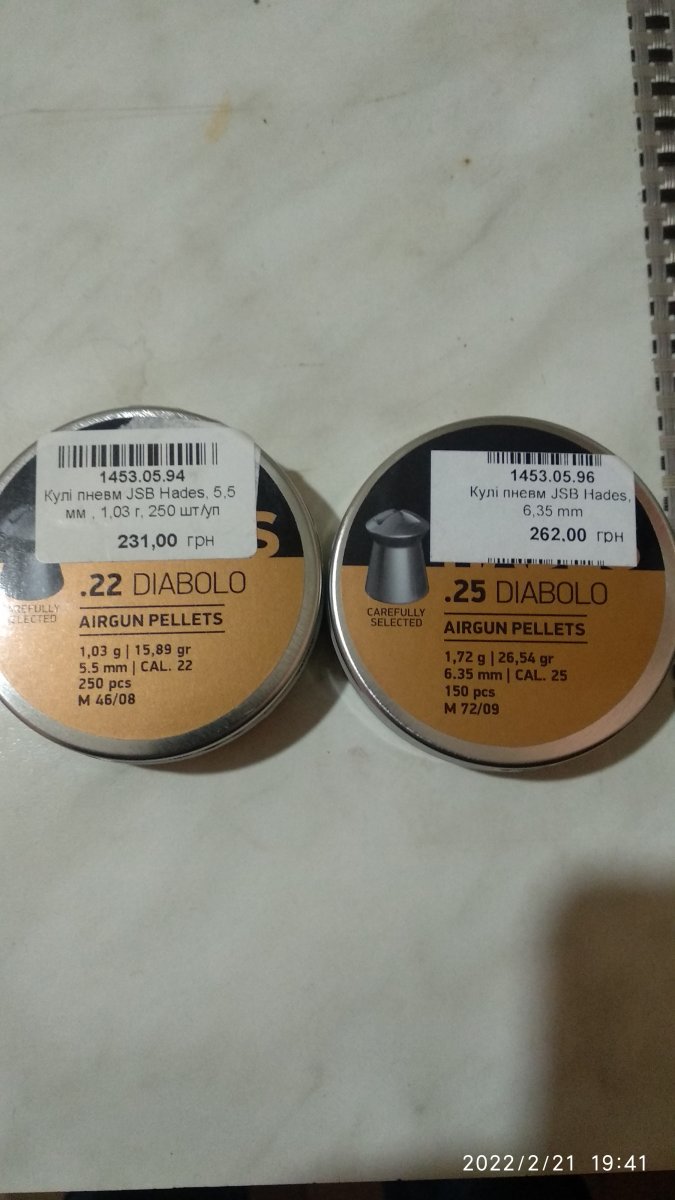 1453.05.94
Кулі пневм JSB Hades, 5,5
мм , 1,03 г, 250 шт/уп
231,00 грн
S
.22 DIABOLO
CAREFULLY
SELECTED
AIRGUN PELLETS
1,03 g | 15,89 gr
5.5 mm | CAL. 22
250 pcs
M 46/08
1453.05.96
Кулі пневм JSB Hades,
6,35 mm
262,00 грн
.25 DIABOLO
CAREFULLY
SELECTED
AIRGUN PELLETS
1,72 g | 26,54 gr
6.35 mm | CAL. 25
150 pcs
M 72/09
2022/2/21 19:41